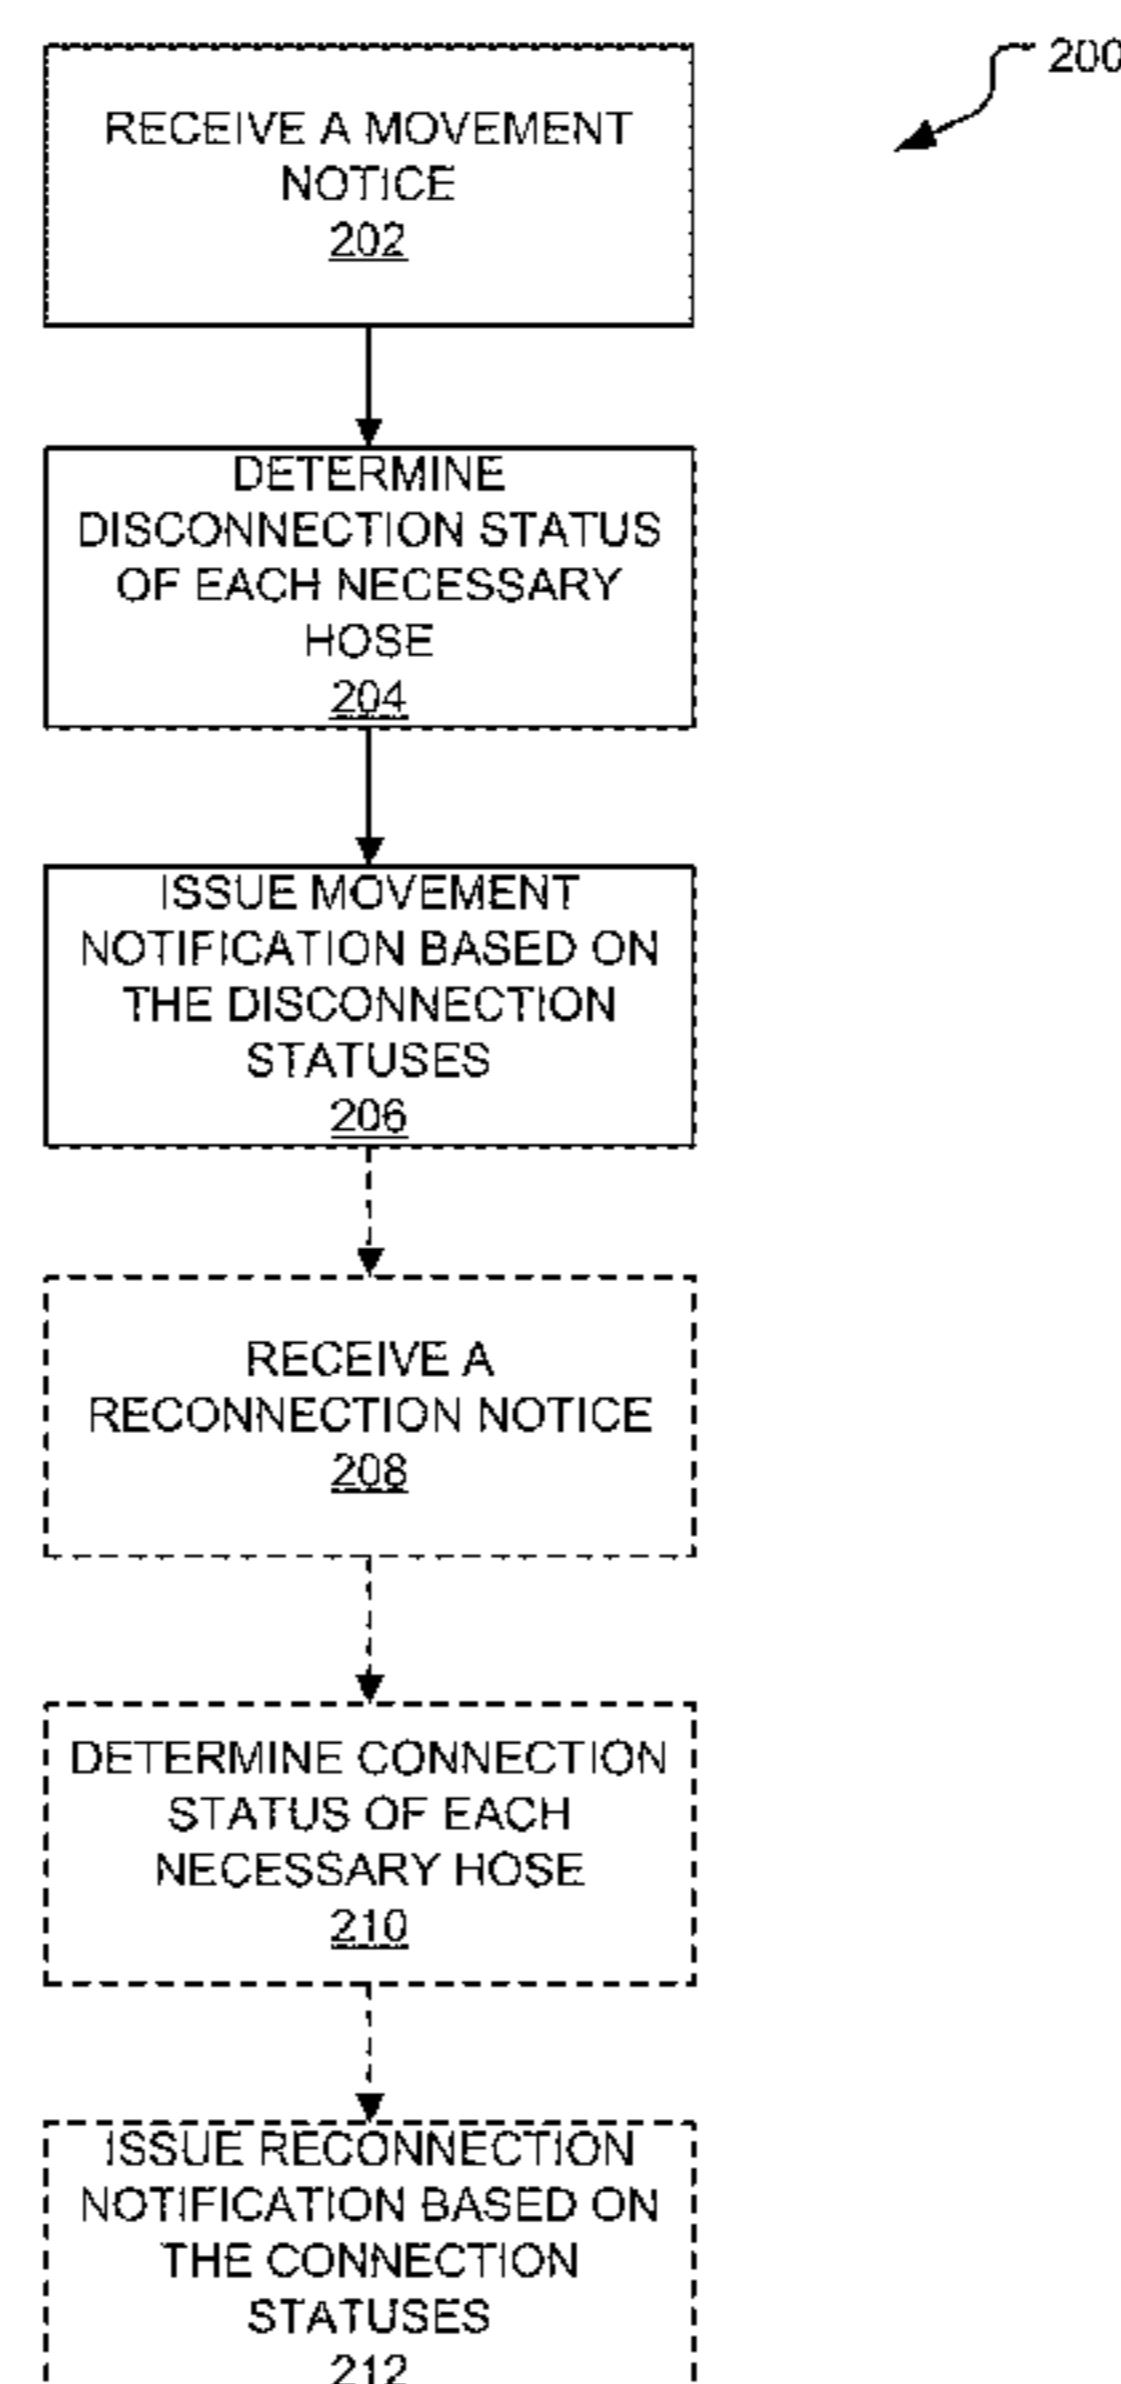 200
RECEIVE A MOVEMENT
NOTICE
202
DETERMINE
DISCONNECTION STATUS
OF EACH NECESSARY
HOSE
204
ISSUE MOVEMENT
NOTIFICATION BASED ON
THE DISCONNECTION
STATUSES
206
RECEIVE A
RECONNECTION NOTICE
208
DETERMINE CONNECTION
STATUS OF EACH
NECESSARY HOSE
210
ISSUE RECONNECTION
NOTIFICATION BASED ON
THE CONNECTION
STATUSES
212